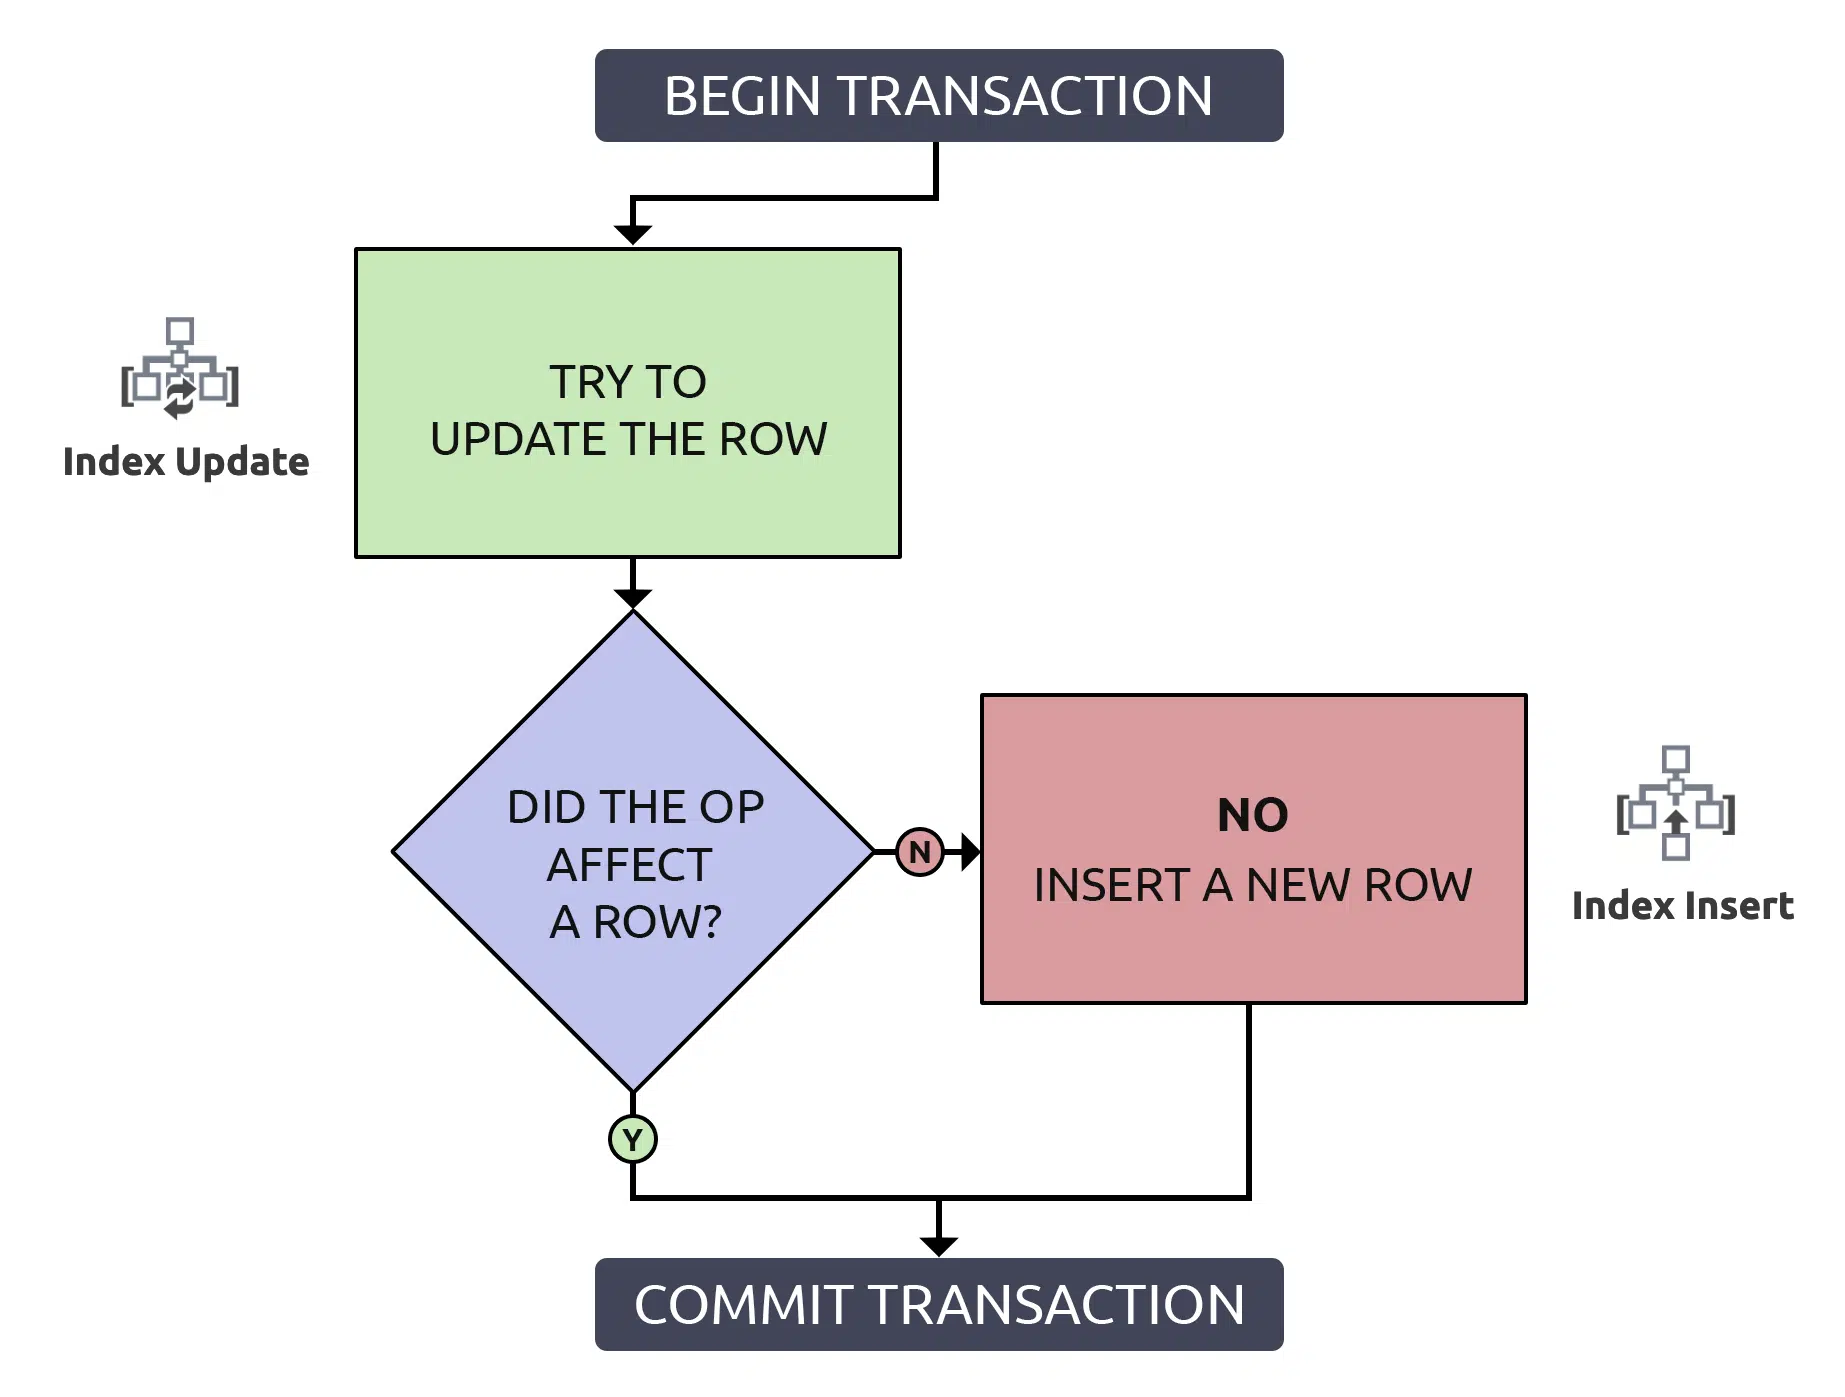 BEGIN TRANSACTION
TRY TO
UPDATE THE ROW
Index Update
DID THE OP
AFFECT
A ROW?
N
NO
INSERT A NEW ROW
Index Insert
Y
COMMIT TRANSACTION